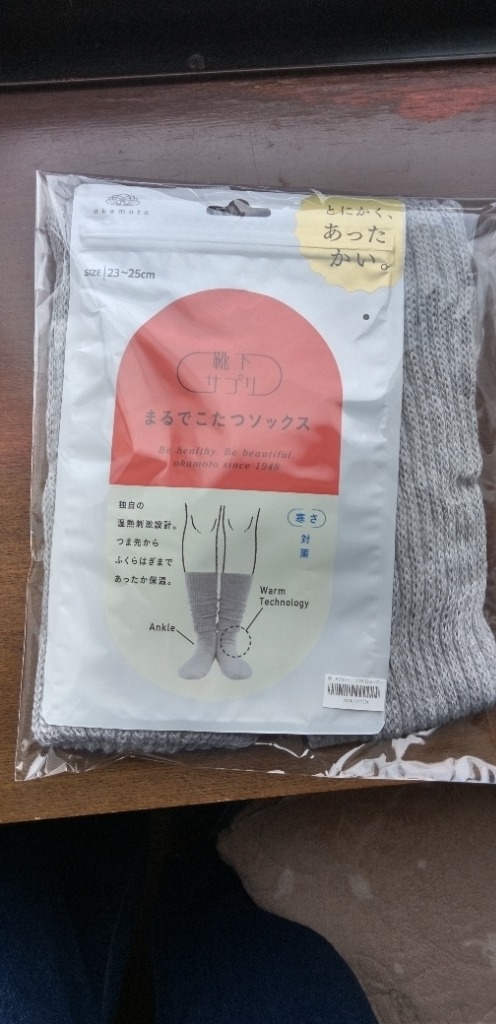 okamoto
とにかく、
あった
かい。
SIZE 23~25cm
靴下
サプリ
まるでこたつソックス
Be healthy. Be beautiful.
okamoto since 1948
独自の
温熱刺激設計。
つま先から
ふくらはぎまで
あったか保温。
寒さ
対策
Warm
Technology
Ankle